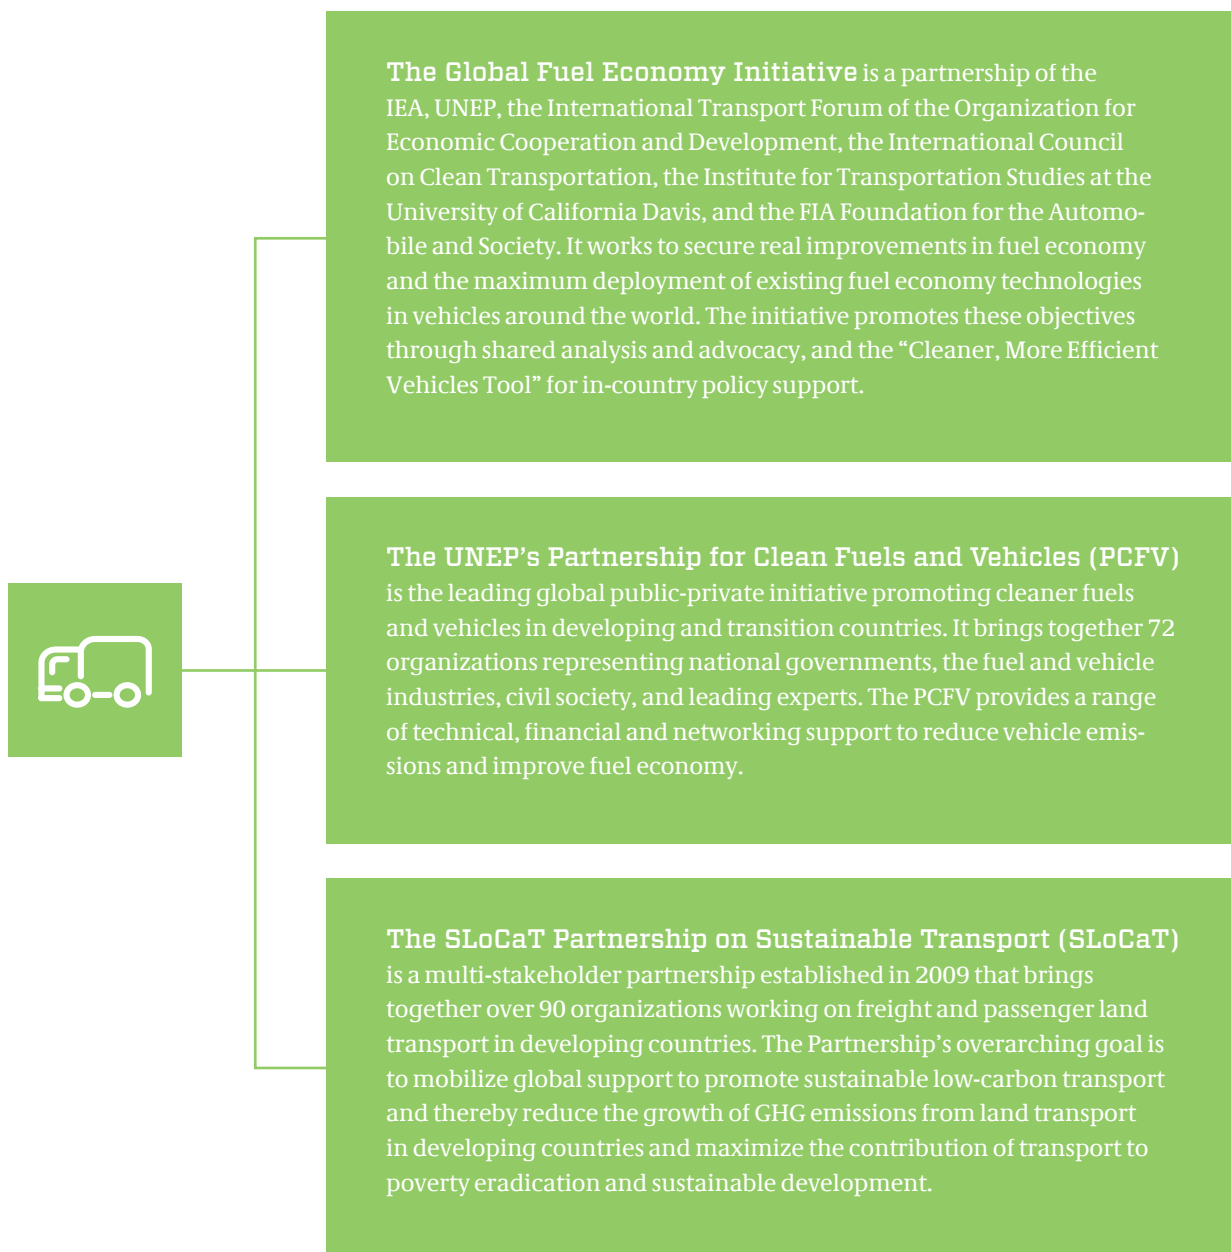 The Global Fuel Economy Initiative is a partnership of the
IEA, UNEP, the International Transport Forum of the Organization for
Economic Cooperation and Development, the International Council
on Clean Transportation, the Institute for Transportation Studies at the
University of California Davis, and the FIA Foundation for the Automo-
bile and Society. It works to secure real improvements in fuel economy
and the maximum deployment of existing fuel economy technologies
in vehicles around the world. The initiative promotes these objectives
through shared analysis and advocacy, and the “Cleaner, More Efficient
Vehicles Tool” for in-country policy support.
The UNEP’s Partnership for Clean Fuels and Vehicles (PCFV)
is the leading global public-private initiative promoting cleaner fuels
and vehicles in developing and transition countries. It brings together 72
organizations representing national governments, the fuel and vehicle
industries, civil society, and leading experts. The PCFV provides a range
of technical, financial and networking support to reduce vehicle emis-
sions and improve fuel economy.
The SLoCaT Partnership on Sustainable Transport (SLoCaT)
is a multi-stakeholder partnership established in 2009 that brings
together over 90 organizations working on freight and passenger land
transport in developing countries. The Partnership’s overarching goal is
to mobilize global support to promote sustainable low-carbon transport
and thereby reduce the growth of GHG emissions from land transport
in developing countries and maximize the contribution of transport to
poverty eradication and sustainable development.